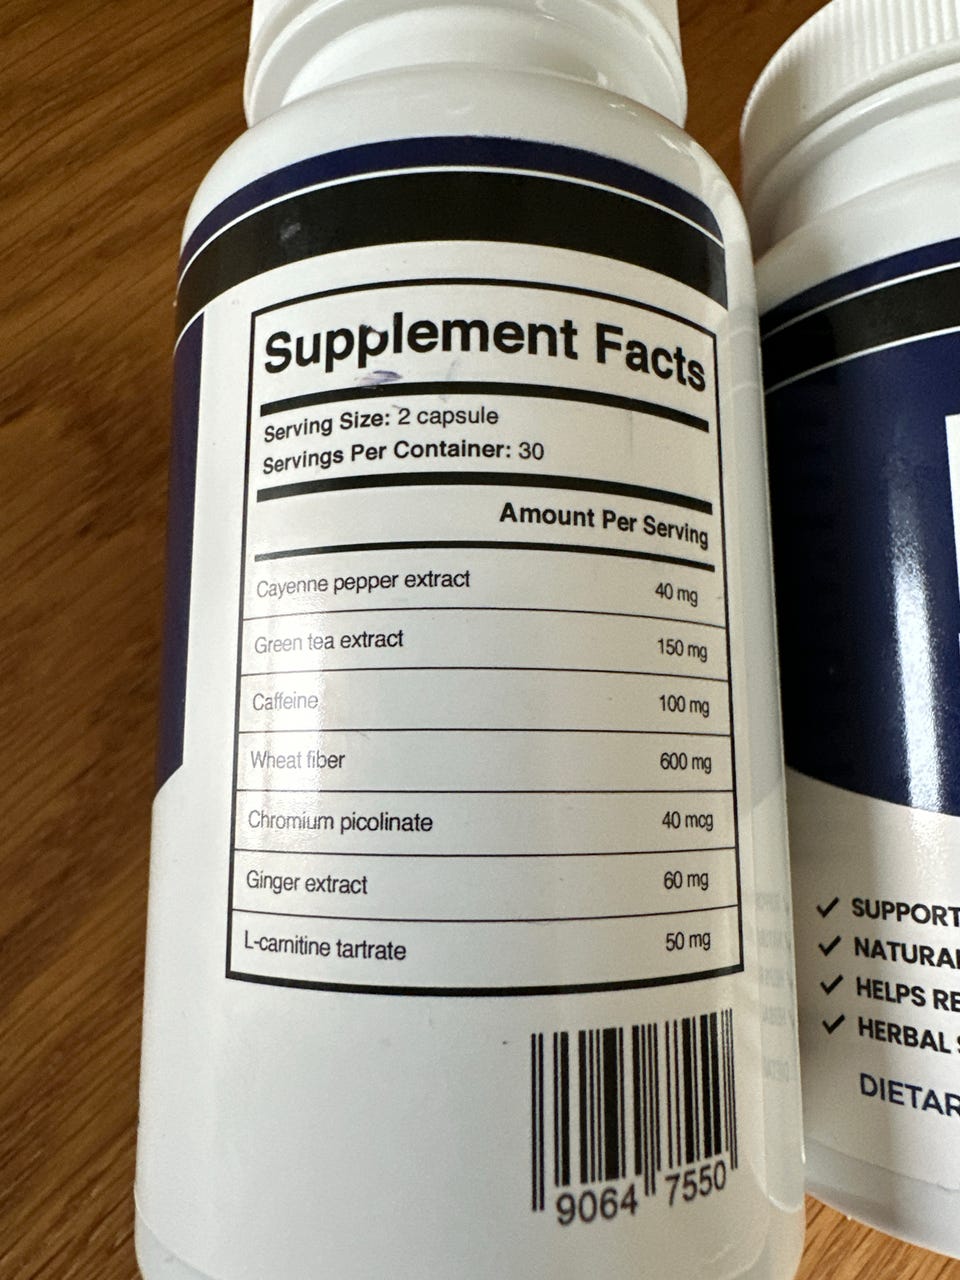 Supplement Facts
Serving Size: 2 capsule
Servings Per Container: 30
Amount Per Serving
Cayenne pepper extract 40 mg
Green tea extract 150 mg
Caffeine 100 mg
Wheat fiber 600 mg
Chromium picolinate 40 mcg
Ginger extract 60 mg
L-carnitine tartrate 50 mg
9064 7550
✓ SUPPORT
✓ NATURAL
✓ HELPS RE
✓ HERBAL
DIETAR